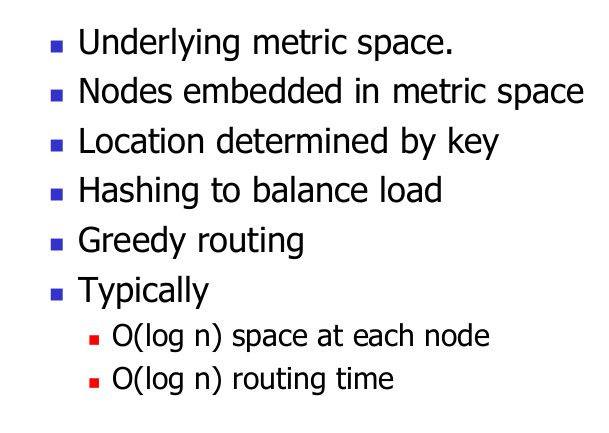 Underlying metric space.
Nodes embedded in metric space
Location determined by key
Hashing to balance load
Greedy routing
Typically
O(log n) space at each node
O(log n) routing time